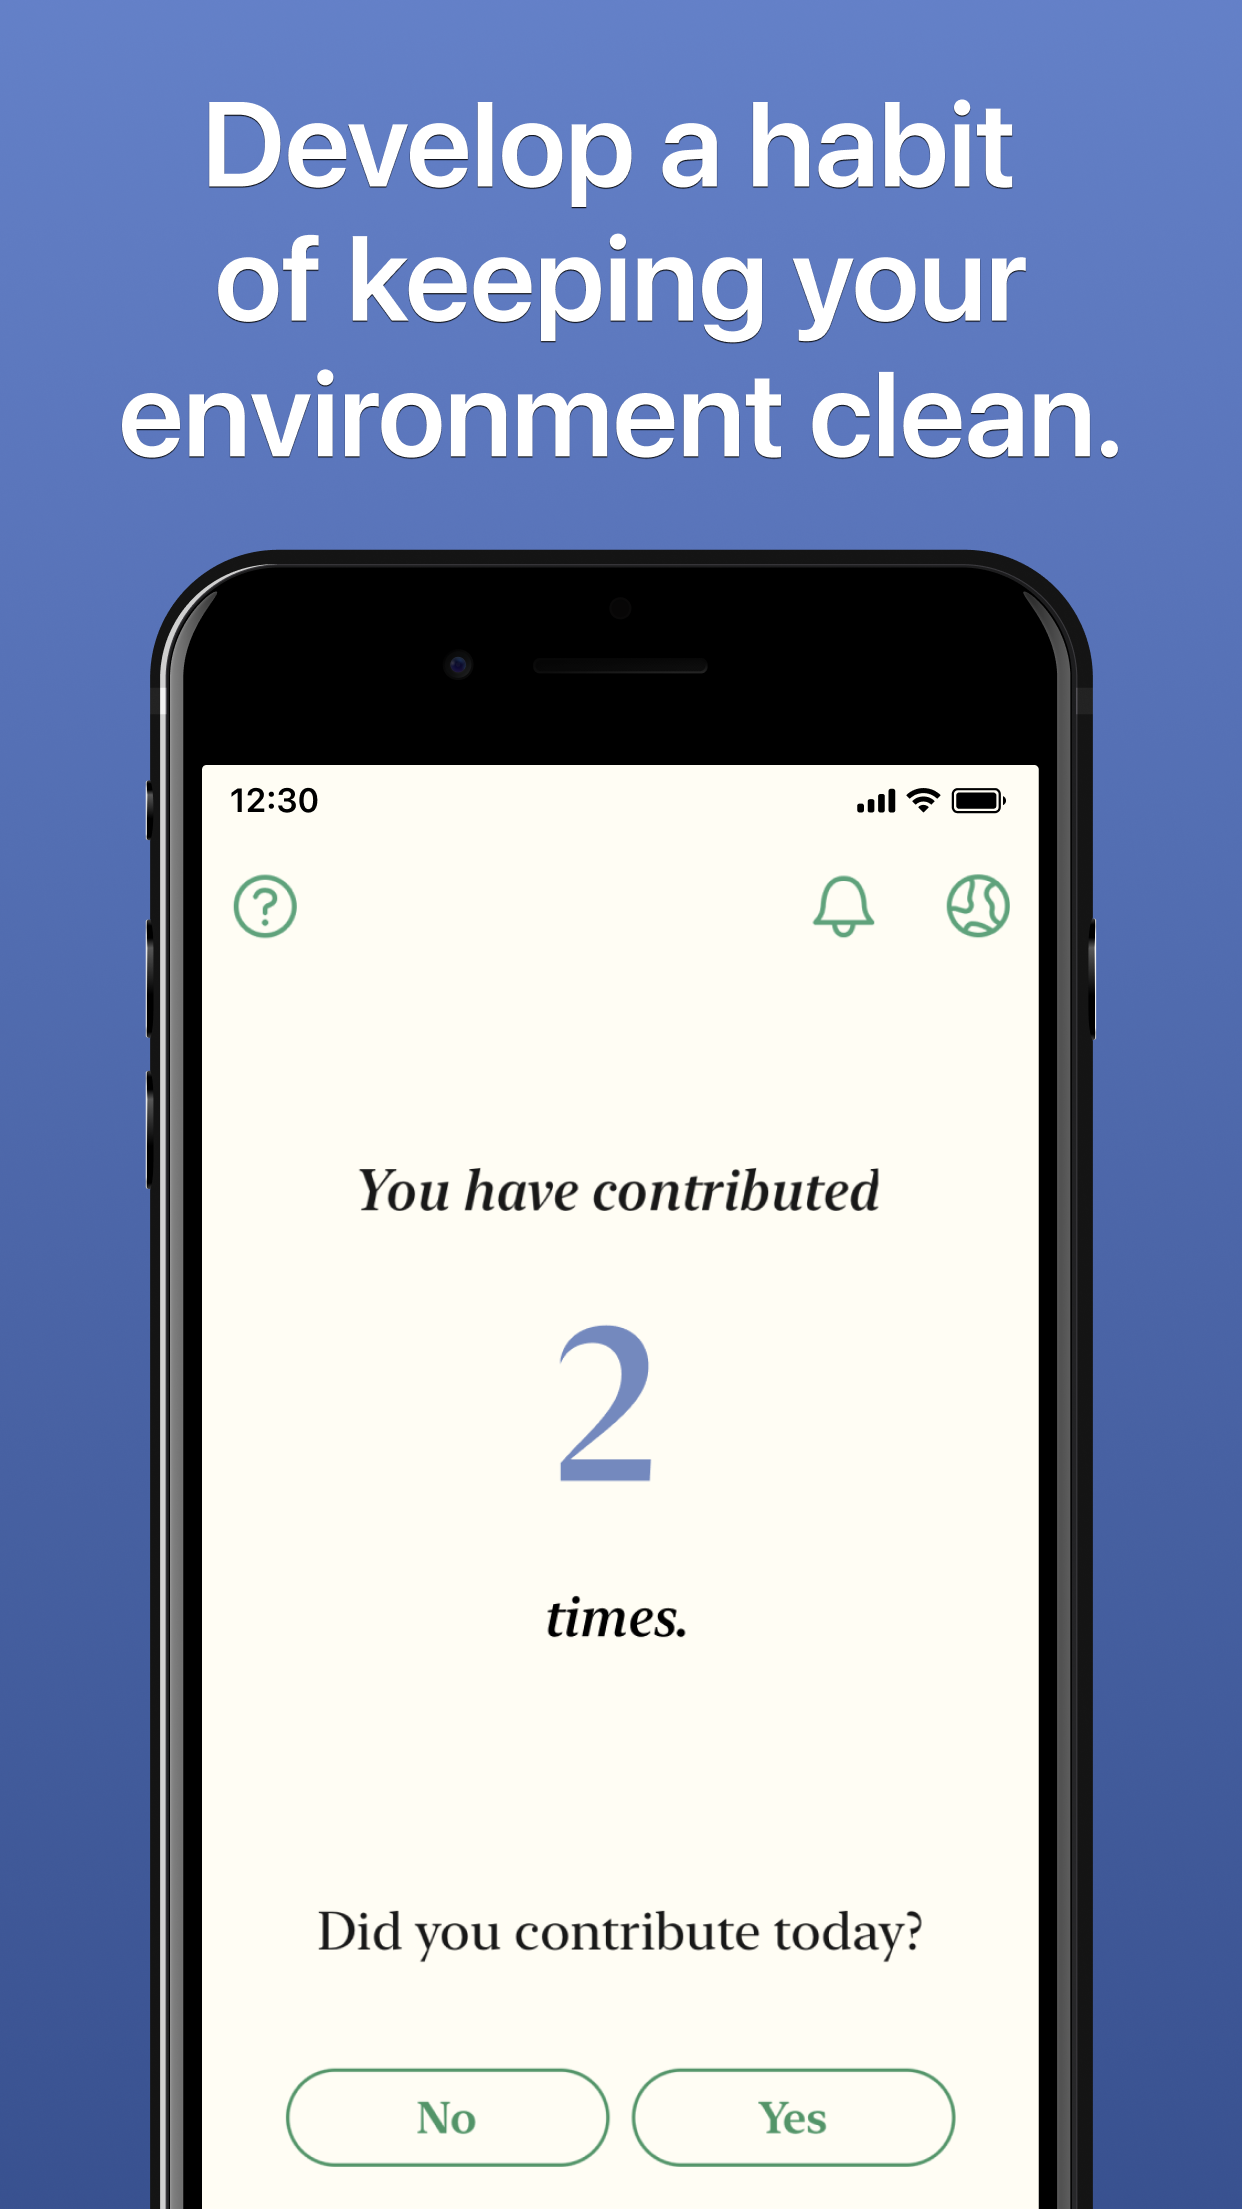 Develop a habit
of keeping your
environment clean.
12:30
You have contributed
2
times.
Did you contribute today?
No Yes